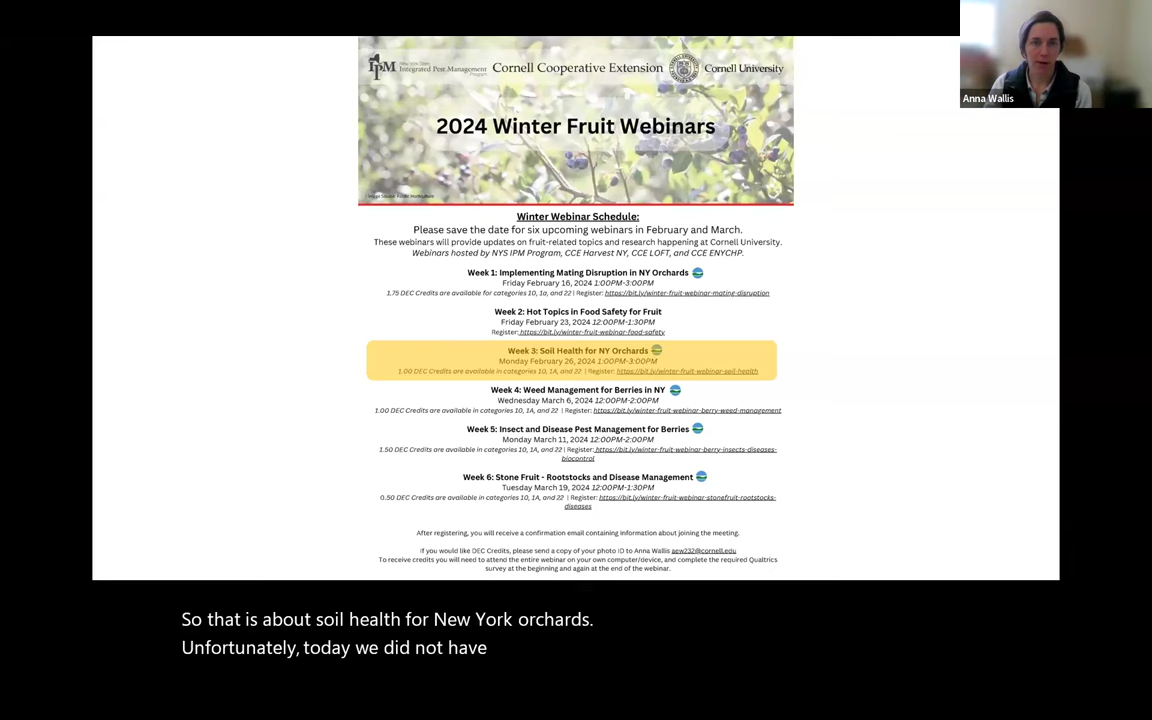 New York State
IPM Integrated Pest Management
Program
Cornell Cooperative Extension
Cornell University
Anna Wallis
2024 Winter Fruit Webinars
Winter Webinar Schedule:
Please save the date for six upcoming webinars in February and March.
These webinars will provide updates on fruit-related topics and research happening at Cornell University.
Webinars hosted by NYS IPM Program, CCE Harvest NY, CCE LOFT, and CCE ENYCHP.
Week 1: Implementing Mating Disruption in NY Orchards
Friday February 16, 2024 1:00PM-3:00PM
1.75 DEC Credits are available for categories 10, 1a, and 22 | Register: https://bit.ly/winter-fruit-webinar-mating-disruption
Week 2: Hot Topics in Food Safety for Fruit
Friday February 23, 2024 12:00PM-1:30PM
Register: https://bit.ly/winter-fruit-webinar-food-safety
Week 3: Soil Health for NY Orchards
Monday February 26, 2024 1:00PM-3:00PM
1.00 DEC Credits are available in categories 10, 1A, and 22 | Register: https://bit.ly/winter-fruit-webinar-soil-health
Week 4: Weed Management for Berries in NY
Wednesday March 6, 2024 12:00PM-2:00PM
1.00 DEC Credits are available in categories 10, 1A, and 22 | Register: https://bit.ly/winter-fruit-webinar-berry-weed-management
Week 5: Insect and Disease Pest Management for Berries
Monday March 11, 2024 12:00PM-2:00PM
1.50 DEC Credits are available in categories 10, 1A, and 22 | Register: https://bit.ly/winter-fruit-webinar-berry-insects-diseases-
biocontrol
Week 6: Stone Fruit - Rootstocks and Disease Management
Tuesday March 19, 2024 12:00PM-1:30PM
0.50 DEC Credits are available in categories 10, 1A, and 22 | Register: https://bit.ly/winter-fruit-webinar-stonefruit-rootstocks-
diseases
After registering, you will receive a confirmation email containing information about joining the meeting.
If you would like DEC Credits, please send a copy of your photo ID to Anna Wallis aew232@cornell.edu
To receive credits you will need to attend the entire webinar on your own computer/device, and complete the required Qualtrics
survey at the beginning and again at the end of the webinar.
So that is about soil health for New York orchards.
Unfortunately, today we did not have